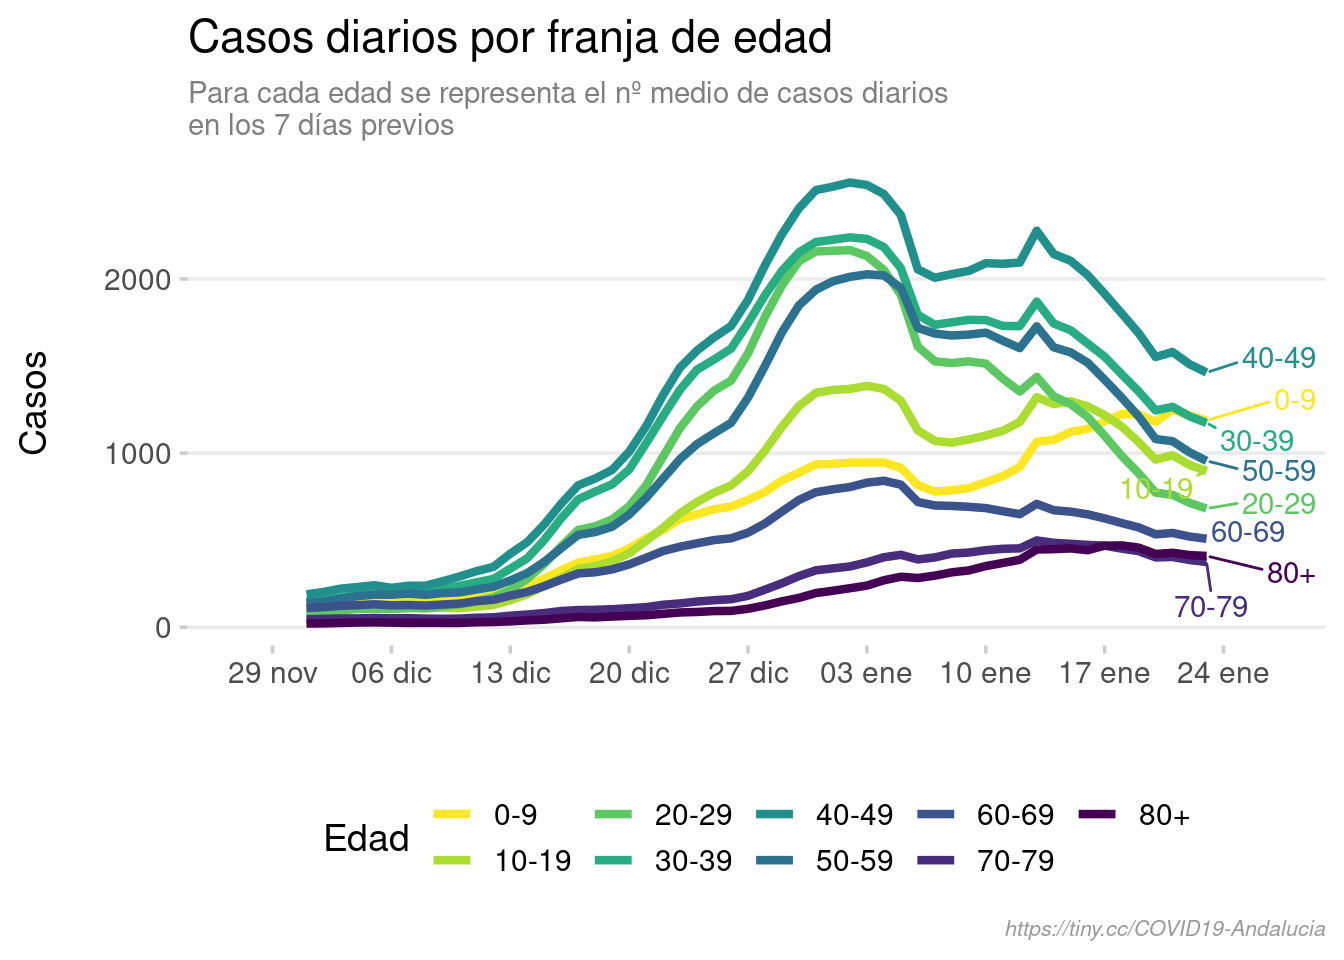 Casos diarios por franja de edad
Para cada edad se representa el nº medio de casos diarios
en los 7 días previos
Casos
2000
1000
0
40-49
0-9
30-39
50-59
10-19
20-29
60-69
80+
70-79
29 nov 06 dic 13 dic 20 dic 27 dic 03 ene 10 ene 17 ene 24 ene
Edad
0-9 20-29 40-49 60-69 80+
10-19 30-39 50-59 70-79
https://tiny.cc/COVID19-Andalucia